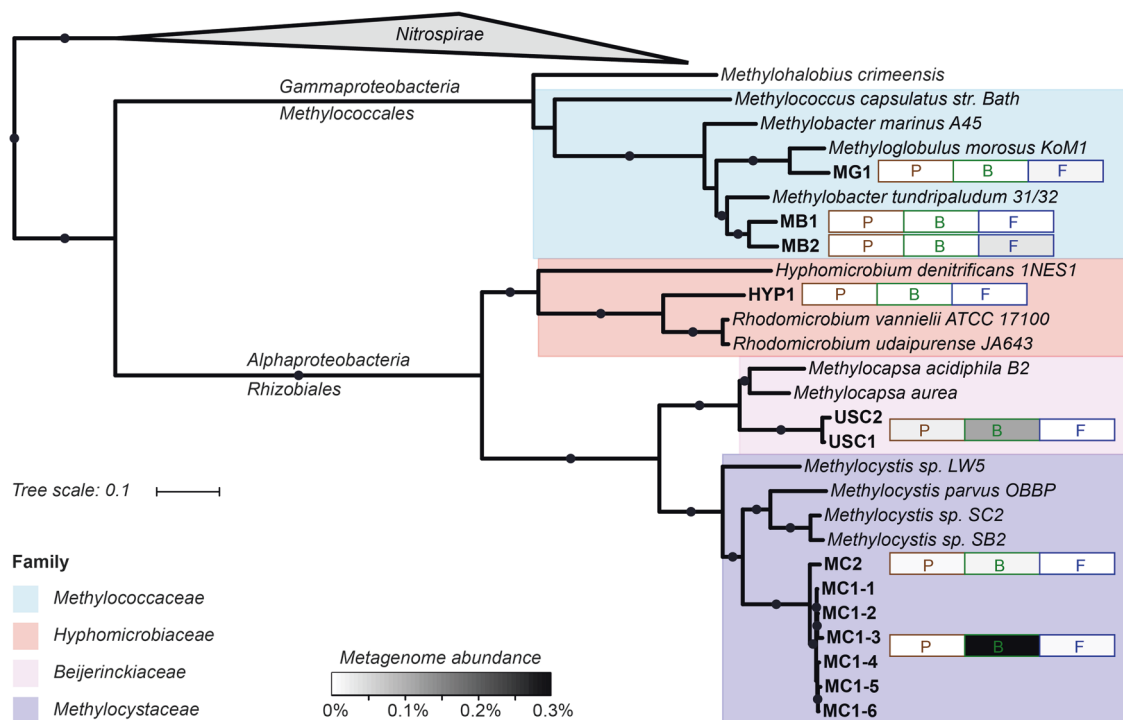 Nitrospirae
Gammaproteobacteria
Methylococcales
Methylohalobius crimeensis
Methylococcus capsulatus str. Bath
Methylobacter marinus A45
Methyloglobulus morosus KoM1
MG1 P B F
Methylobacter tundripaludum 31/32
MB1 P B F
MB2 P B F
Hyphomicrobium denitrificans 1NES1
HYP1 P B F
Rhodomicrobium vannielii ATCC 17100
Rhodomicrobium udaipurense JA643
Alphaproteobacteria
Rhizobiales
Methylocapsa acidiphila B2
Methylocapsa aurea
USC2
USC1
P B F
Methylocystis sp. LW5
Methylocystis parvus OBBP
Methylocystis sp. SC2
Methylocystis sp. SB2
MC2 P B F
MC1-1
MC1-2
MC1-3 P B F
MC1-4
MC1-5
MC1-6
Tree scale: 0.1
Family
Methylococcaceae
Hyphomicrobiaceae
Beijerinckiaceae
Methylocystaceae
Metagenome abundance
0% 0.1% 0.2% 0.3%